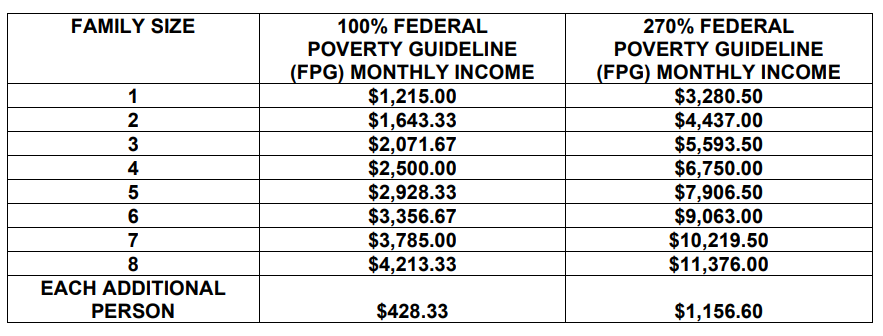 FAMILY SIZE 100% FEDERAL 270% FEDERAL
POVERTY GUIDELINE POVERTY GUIDELINE
(FPG) MONTHLY INCOME (FPG) MONTHLY INCOME
1 $1,215.00 $3,280.50
2 $1,643.33 $4,437.00
3 $2,071.67 $5,593.50
4 $2,500.00 $6,750.00
5 $2,928.33 $7,906.50
6 $3,356.67 $9,063.00
7 $3,785.00 $10,219.50
8 $4,213.33 $11,376.00
EACH ADDITIONAL
PERSON $428.33 $1,156.60